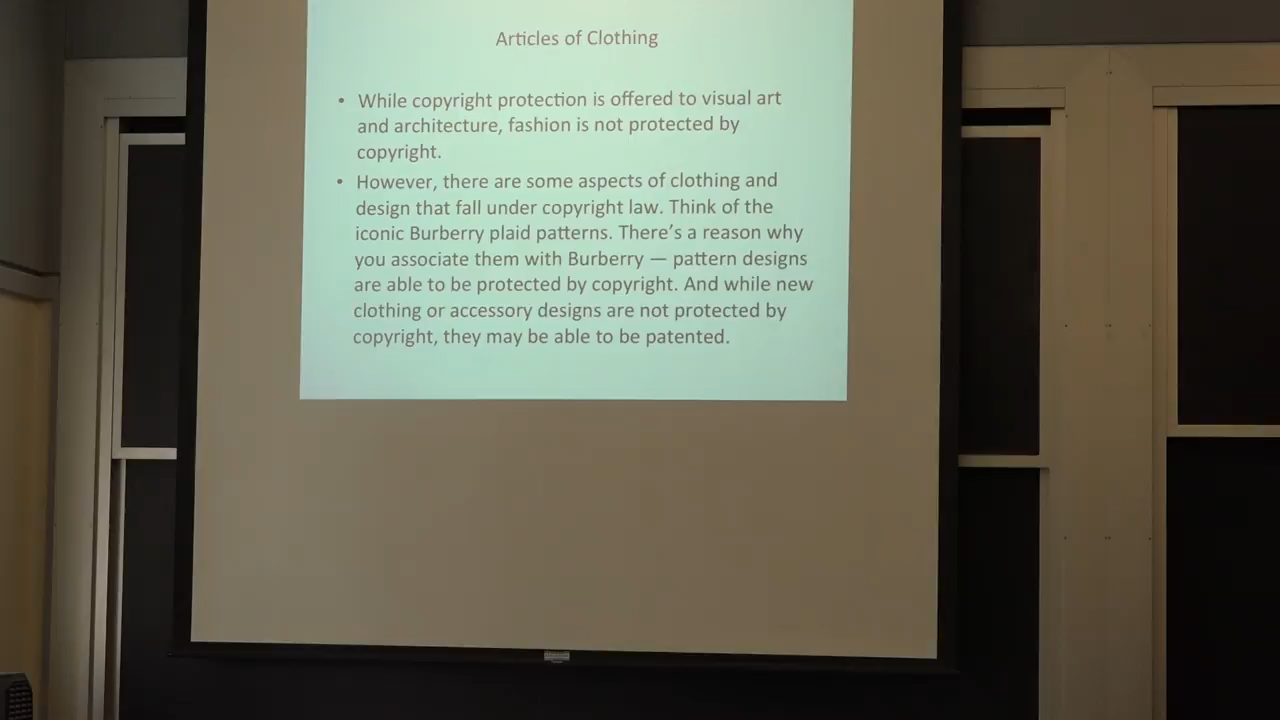 Articles of Clothing
• While copyright protection is offered to visual art
and architecture, fashion is not protected by
copyright.
• However, there are some aspects of clothing and
design that fall under copyright law. Think of the
iconic Burberry plaid patterns. There’s a reason why
you associate them with Burberry — pattern designs
are able to be protected by copyright. And while new
clothing or accessory designs are not protected by
copyright, they may be able to be patented.